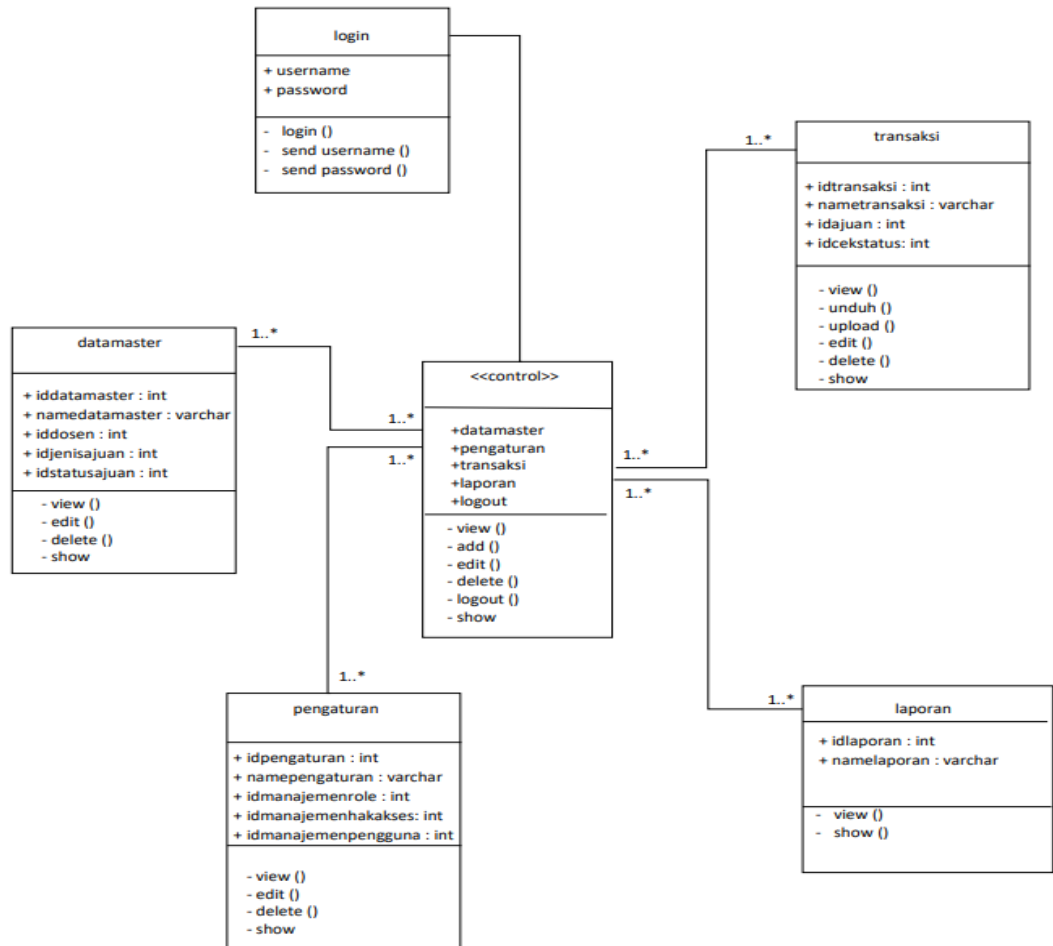 login
+ username
+ password
- login ()
- send username ()
- send password ()
transaksi
1..*
+ idtransaksi : int
+ nametransaksi : varchar
+ idajuan : int
+ idcekstatus: int
- view ()
- unduh ()
- upload ()
- edit ()
- delete ()
- show
datamaster
1..*
+ iddatamaster : int
+ namedatamaster : varchar
+ iddosen : int
+ idjenisajuan : int
+ idstatusajuan : int
- view ()
- edit ()
- delete ()
- show
<<control>>
1..*
1..*
1..*
1..*
+datamaster
+pengaturan
+transaksi
+laporan
+logout
- view ()
- add ()
- edit ()
- delete ()
- logout ()
- show
1..*
pengaturan
+ idpengaturan : int
+ namepengaturan : varchar
+ idmanajemenrole : int
+ idmanajemenhakakses: int
+ idmanajemenpengguna : int
- view ()
- edit ()
- delete ()
- show
1..*
laporan
+ idlaporan : int
+ namelaporan : varchar
- view ()
- show ()